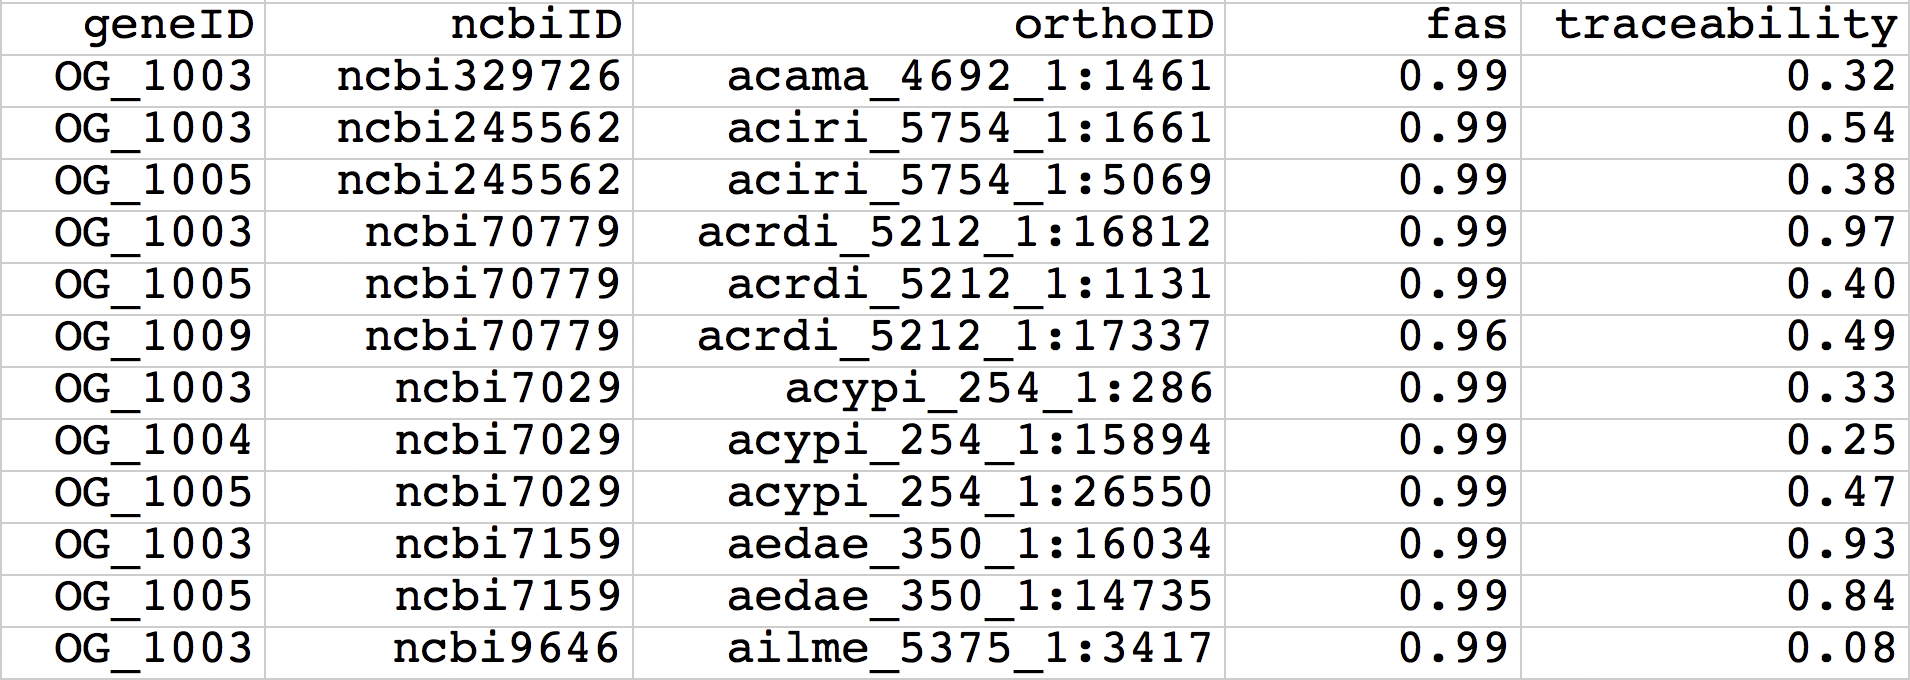 geneID ncbiID orthoID fas traceability
OG_1003 ncbi329726 acama_4692_1:1461 0.99 0.32
OG_1003 ncbi245562 aciri_5754_1:1661 0.99 0.54
OG_1005 ncbi245562 aciri_5754_1:5069 0.99 0.38
OG_1003 ncbi70779 acrdi_5212_1:16812 0.99 0.97
OG_1005 ncbi70779 acrdi_5212_1:1131 0.99 0.40
OG_1009 ncbi70779 acrdi_5212_1:17337 0.96 0.49
OG_1003 ncbi7029 acypi_254_1:286 0.99 0.33
OG_1004 ncbi7029 acypi_254_1:15894 0.99 0.25
OG_1005 ncbi7029 acypi_254_1:26550 0.99 0.47
OG_1003 ncbi7159 aedae_350_1:16034 0.99 0.93
OG_1005 ncbi7159 aedae_350_1:14735 0.99 0.84
OG_1003 ncbi9646 ailme_5375_1:3417 0.99 0.08